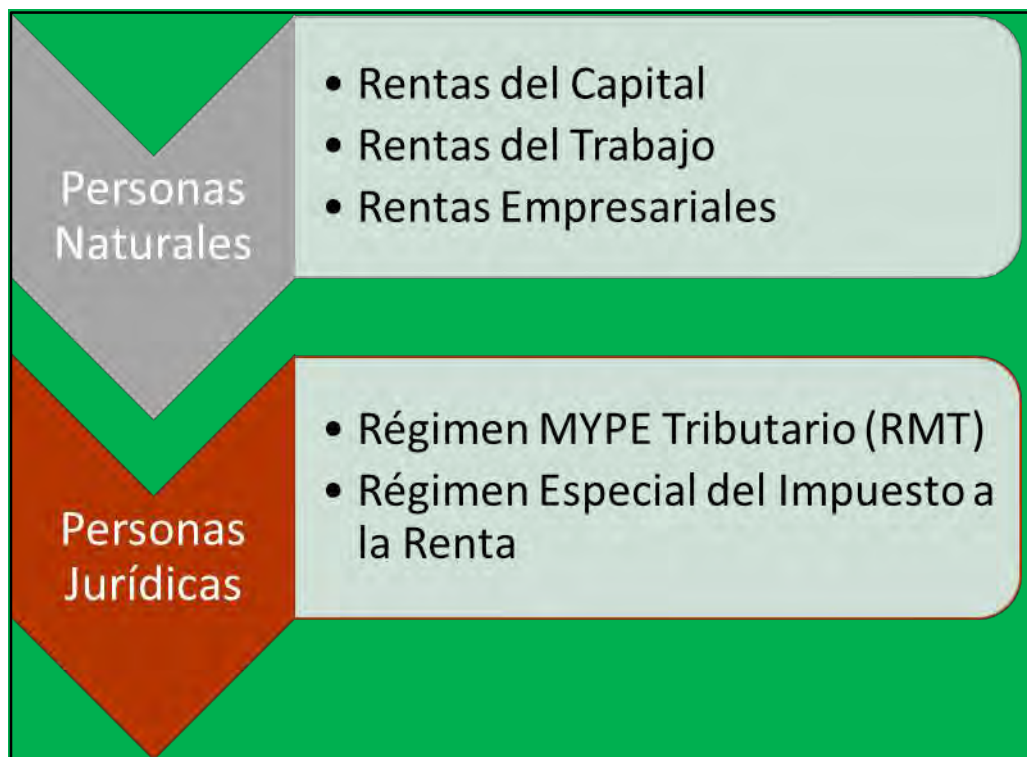 Personas
Naturales
• Rentas del Capital
• Rentas del Trabajo
• Rentas Empresariales
Personas
Jurídicas
• Régimen MYPE Tributario (RMT)
• Régimen Especial del Impuesto a
la Renta